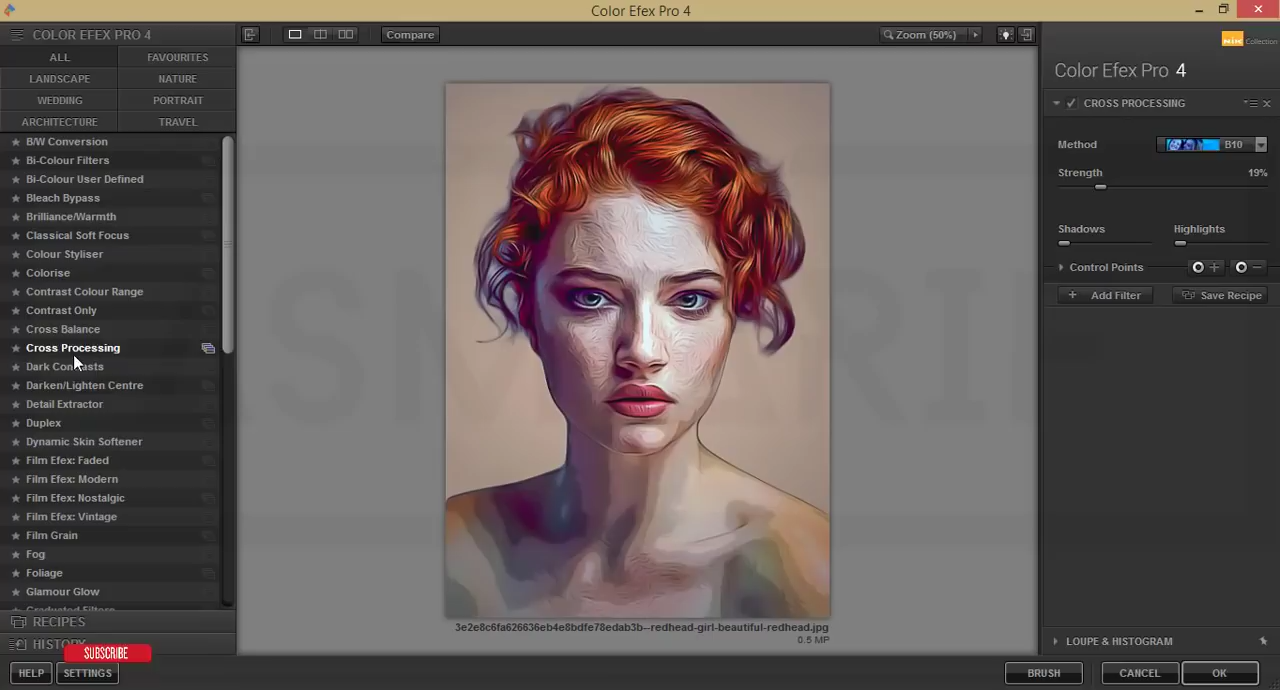 Color Efex Pro 4
COLOR EFEX PRO 4
ALL
FAVOURITES
LANDSCAPE
NATURE
WEDDING
PORTRAIT
ARCHITECTURE
TRAVEL
B/W Conversion
Bi-Colour Filters
Bi-Colour User Defined
Bleach Bypass
Brilliance/Warmth
Classical Soft Focus
Colour Styliser
Colorise
Contrast Colour Range
Contrast Only
Cross Balance
Cross Processing
Dark Contrasts
Darken/Lighten Centre
Detail Extractor
Duplex
Dynamic Skin Softener
Film Efex: Faded
Film Efex: Modern
Film Efex: Nostalgic
Film Efex: Vintage
Film Grain
Fog
Foliage
Glamour Glow
Graduated Filters
RECIPES
HISTORY
SUBSCRIBE
HELP
SETTINGS
Compare
Zoom (50%)
3e2e8c6fa626636eb4e8bdfe78edab3b--redhead-girl-beautiful-redhead.jpg
0.5 MP
Nik Collection
Color Efex Pro 4
CROSS PROCESSING
Method
B10
Strength
19%
Shadows
Highlights
Control Points
Add Filter
Save Recipe
LOUPE & HISTOGRAM
BRUSH
CANCEL
OK